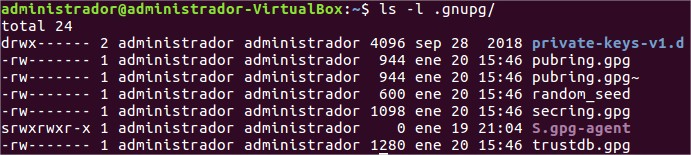 administrador@administrador-VirtualBox:~$ ls -l .gnupg/
total 24
drwx------ 2 administrador administrador 4096 sep 28  2018 private-keys-v1.d
-rw------- 1 administrador administrador  944 ene 20 15:46 pubring.gpg
-rw------- 1 administrador administrador  944 ene 20 15:46 pubring.gpg~
-rw------- 1 administrador administrador  600 ene 20 15:46 random_seed
-rw------- 1 administrador administrador 1098 ene 20 15:46 secring.gpg
srwxrwxr-x 1 administrador administrador    0 ene 19 21:04 S.gpg-agent
-rw------- 1 administrador administrador 1280 ene 20 15:46 trustdb.gpg